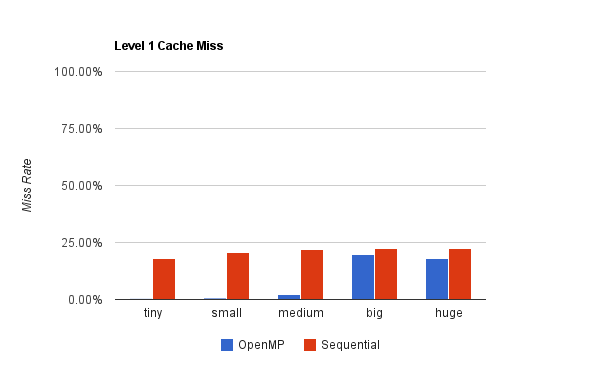 Level 1 Cache Miss
100.00%
75.00%
50.00%
25.00%
0.00%
Miss Rate
tiny small medium big huge
OpenMP Sequential